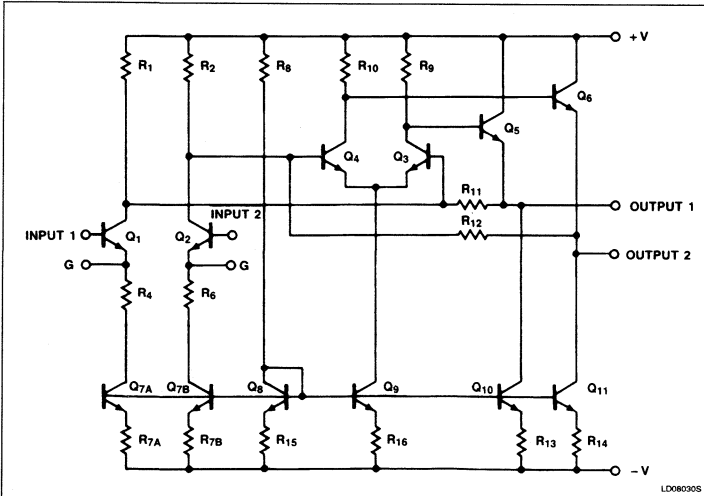 +V
R1 R2 R8 R10 R9
Q6
Q5
Q4 Q3
R11
OUTPUT 1
INPUT 2
R12
INPUT 1 Q1 Q2
OUTPUT 2
G G
R4 R6
Q7A Q7B Q8 Q9 Q10 Q11
R7A R7B R15 R16 R13 R14
–V
LD08030S